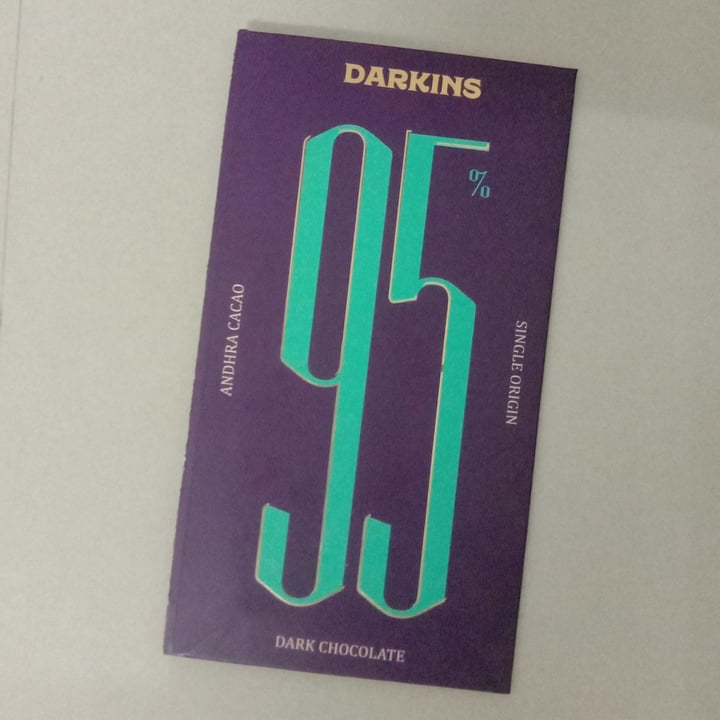 DARKINS
95%
ANDHRA CACAO
SINGLE ORIGIN
DARK CHOCOLATE